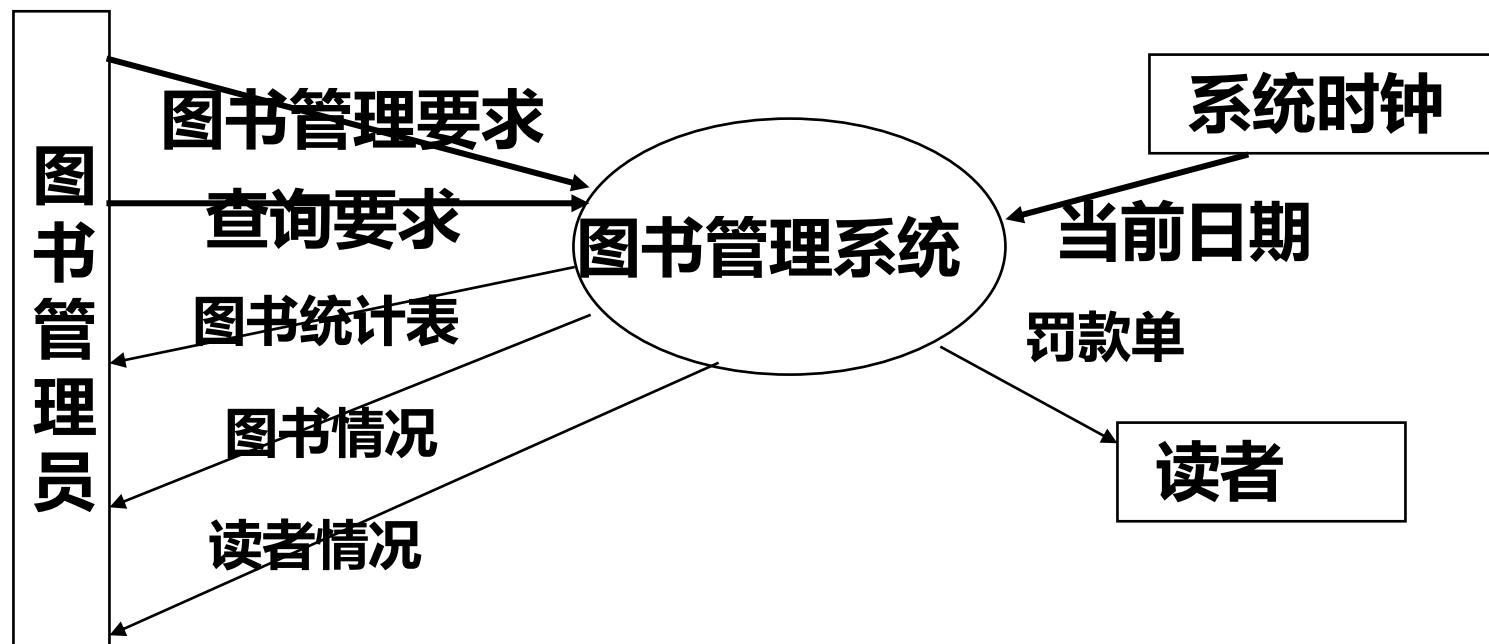 图书管理员
图书管理要求
查询要求
图书统计表
图书情况
读者情况
图书管理系统
系统时钟
当前日期
罚款单
读者